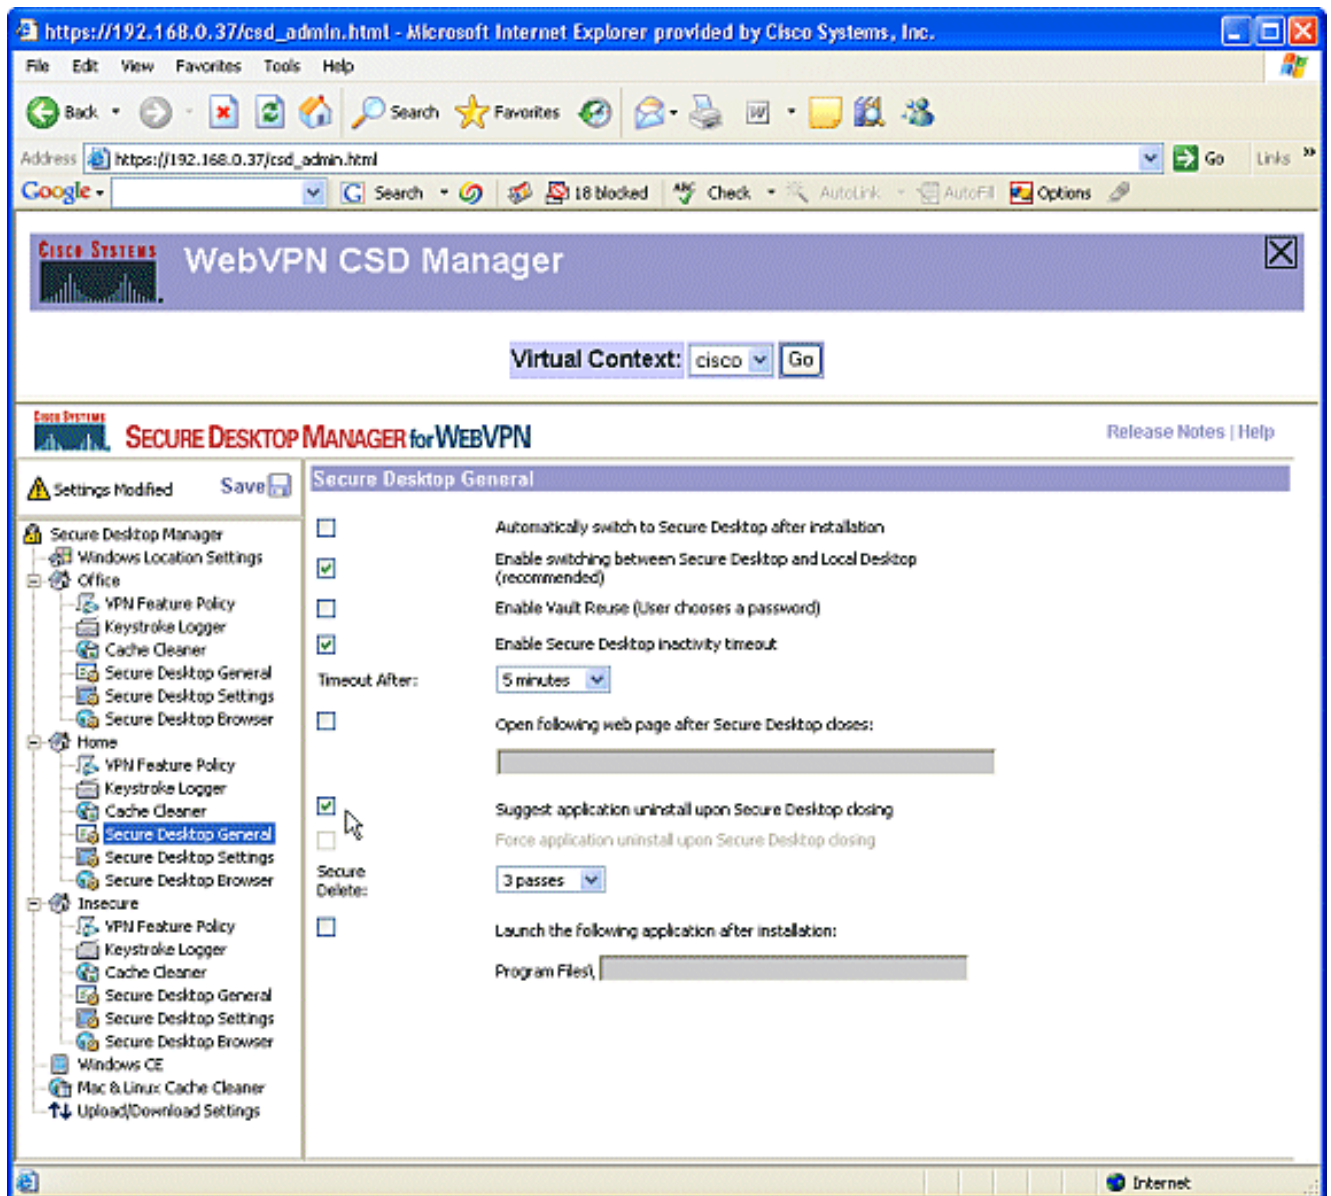 https://192.168.0.37/csd_admin.html - Microsoft Internet Explorer provided by Cisco Systems, Inc.
File Edit View Favorites Tools Help
Back Search Favorites
Address https://192.168.0.37/csd_admin.html Go Links »
Google Search 18 blocked Check AutoLink AutoFill Options
CISCO SYSTEMS
WebVPN CSD Manager
Virtual Context: cisco Go
CISCO SYSTEMS
SECURE DESKTOP MANAGER for WEBVPN
Release Notes | Help
Settings Modified Save
Secure Desktop Manager
Windows Location Settings
Office
VPN Feature Policy
Keystroke Logger
Cache Cleaner
Secure Desktop General
Secure Desktop Settings
Secure Desktop Browser
Home
VPN Feature Policy
Keystroke Logger
Cache Cleaner
Secure Desktop General
Secure Desktop Settings
Secure Desktop Browser
Insecure
VPN Feature Policy
Keystroke Logger
Cache Cleaner
Secure Desktop General
Secure Desktop Settings
Secure Desktop Browser
Windows CE
Mac & Linux Cache Cleaner
Upload/Download Settings
Secure Desktop General
Automatically switch to Secure Desktop after installation
Enable switching between Secure Desktop and Local Desktop
(recommended)
Enable Vault Reuse (User chooses a password)
Enable Secure Desktop inactivity timeout
Timeout After: 5 minutes
Open following web page after Secure Desktop closes:
Suggest application uninstall upon Secure Desktop closing
Force application uninstall upon Secure Desktop closing
Secure
Delete: 3 passes
Launch the following application after installation:
Program Files\
Internet